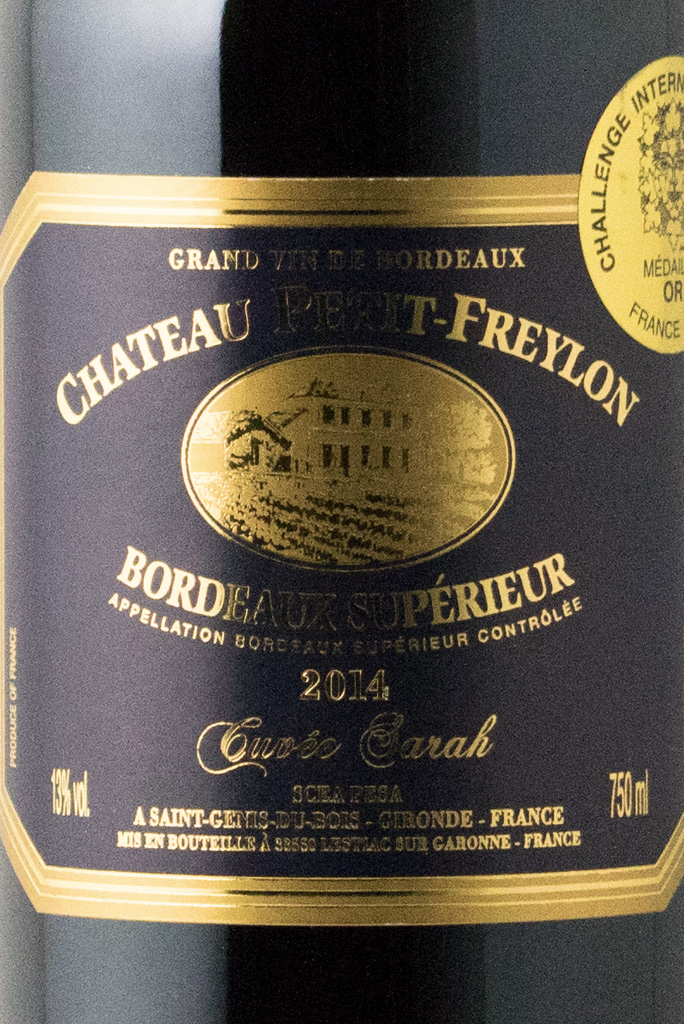 GRAND VIN DE BORDEAUX
CHATEAU PETIT-FREYLON
BORDEAUX SUPÉRIEUR
APPELLATION BORDEAUX SUPÉRIEUR CONTRÔLÉE
2014
Cuvée Sarah
SCEA PESA
A SAINT-GENIS-DU-BOIS - GIRONDE - FRANCE
MIS EN BOUTEILLE À 33550 LESTIAC SUR GARONNE - FRANCE
13% vol.
750 ml
PRODUCE OF FRANCE
CHALLENGE INTERN
MÉDAIL
OR
FRANCE